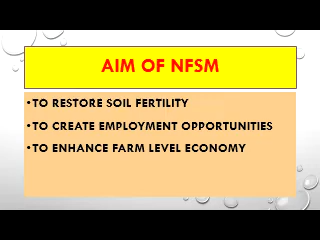 AIM OF NFSM
•TO RESTORE SOIL FERTILITY
•TO CREATE EMPLOYMENT OPPORTUNITIES
•TO ENHANCE FARM LEVEL ECONOMY